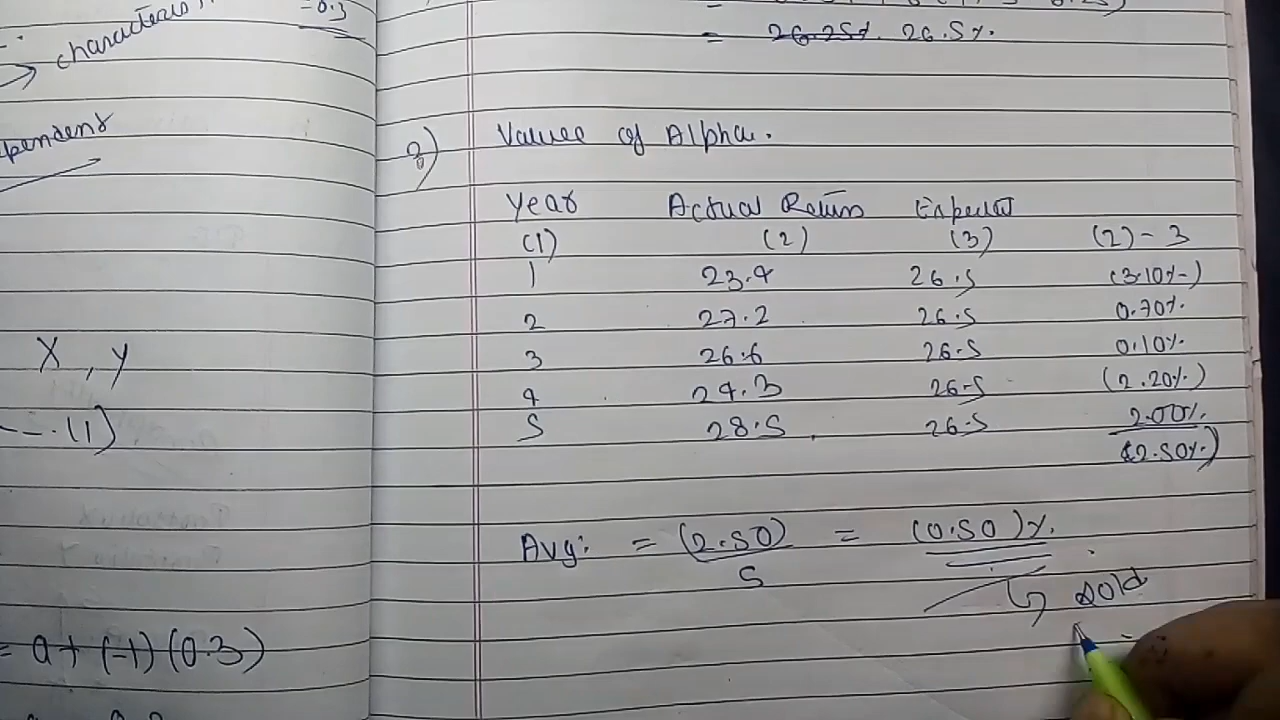 characteris
= 0.3
pendent
X , Y
--- (1)
= a + (-1) (0.3)
= 26.25% 26.5%.
3) Values of Alpha.
Year Actual Return Expected
(1) (2) (3) (2) - 3
1 23.4 26.5 (3.10%)
2 27.2 26.5 0.70%
3 26.6 26.5 0.10%
4 24.3 26.5 (2.20%)
5 28.5 26.5 2.00%
(2.50%)
Avg: = (2.50) = (0.50)%.
5
Sold